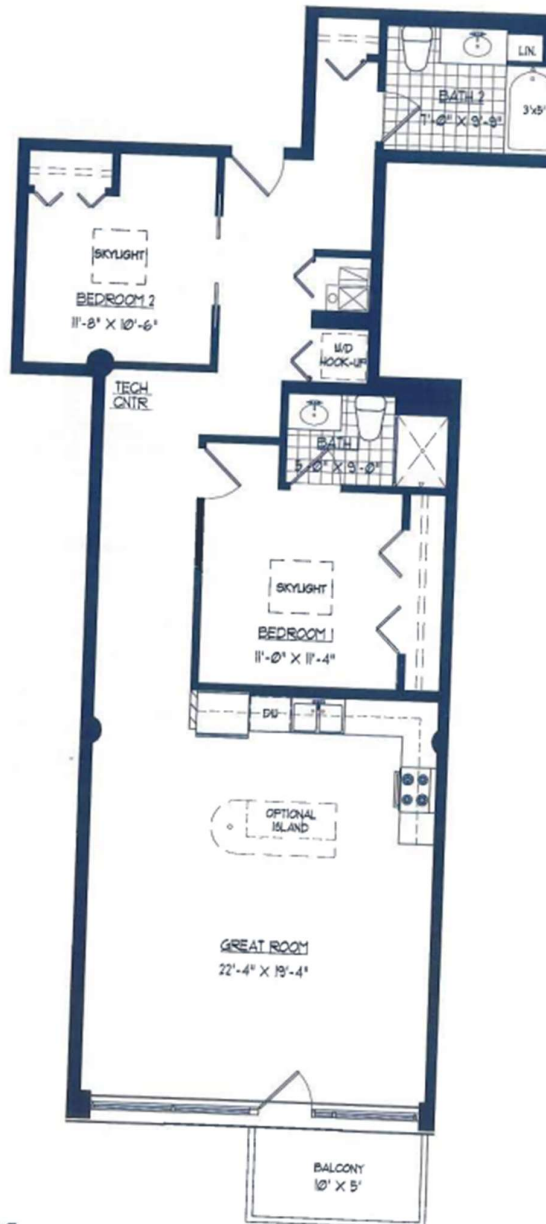 LIN.
BATH 2
7'-0" X 9'-9"
3'x5'
SKYLIGHT
BEDROOM 2
11'-8" X 10'-6"
W/D
HOOK-UP
TECH
CNTR
BATH 1
5'-0" X 9'-0"
SKYLIGHT
BEDROOM 1
11'-0" X 11'-4"
DW
OPTIONAL
ISLAND
GREAT ROOM
22'-4" X 19'-4"
BALCONY
10' X 5'